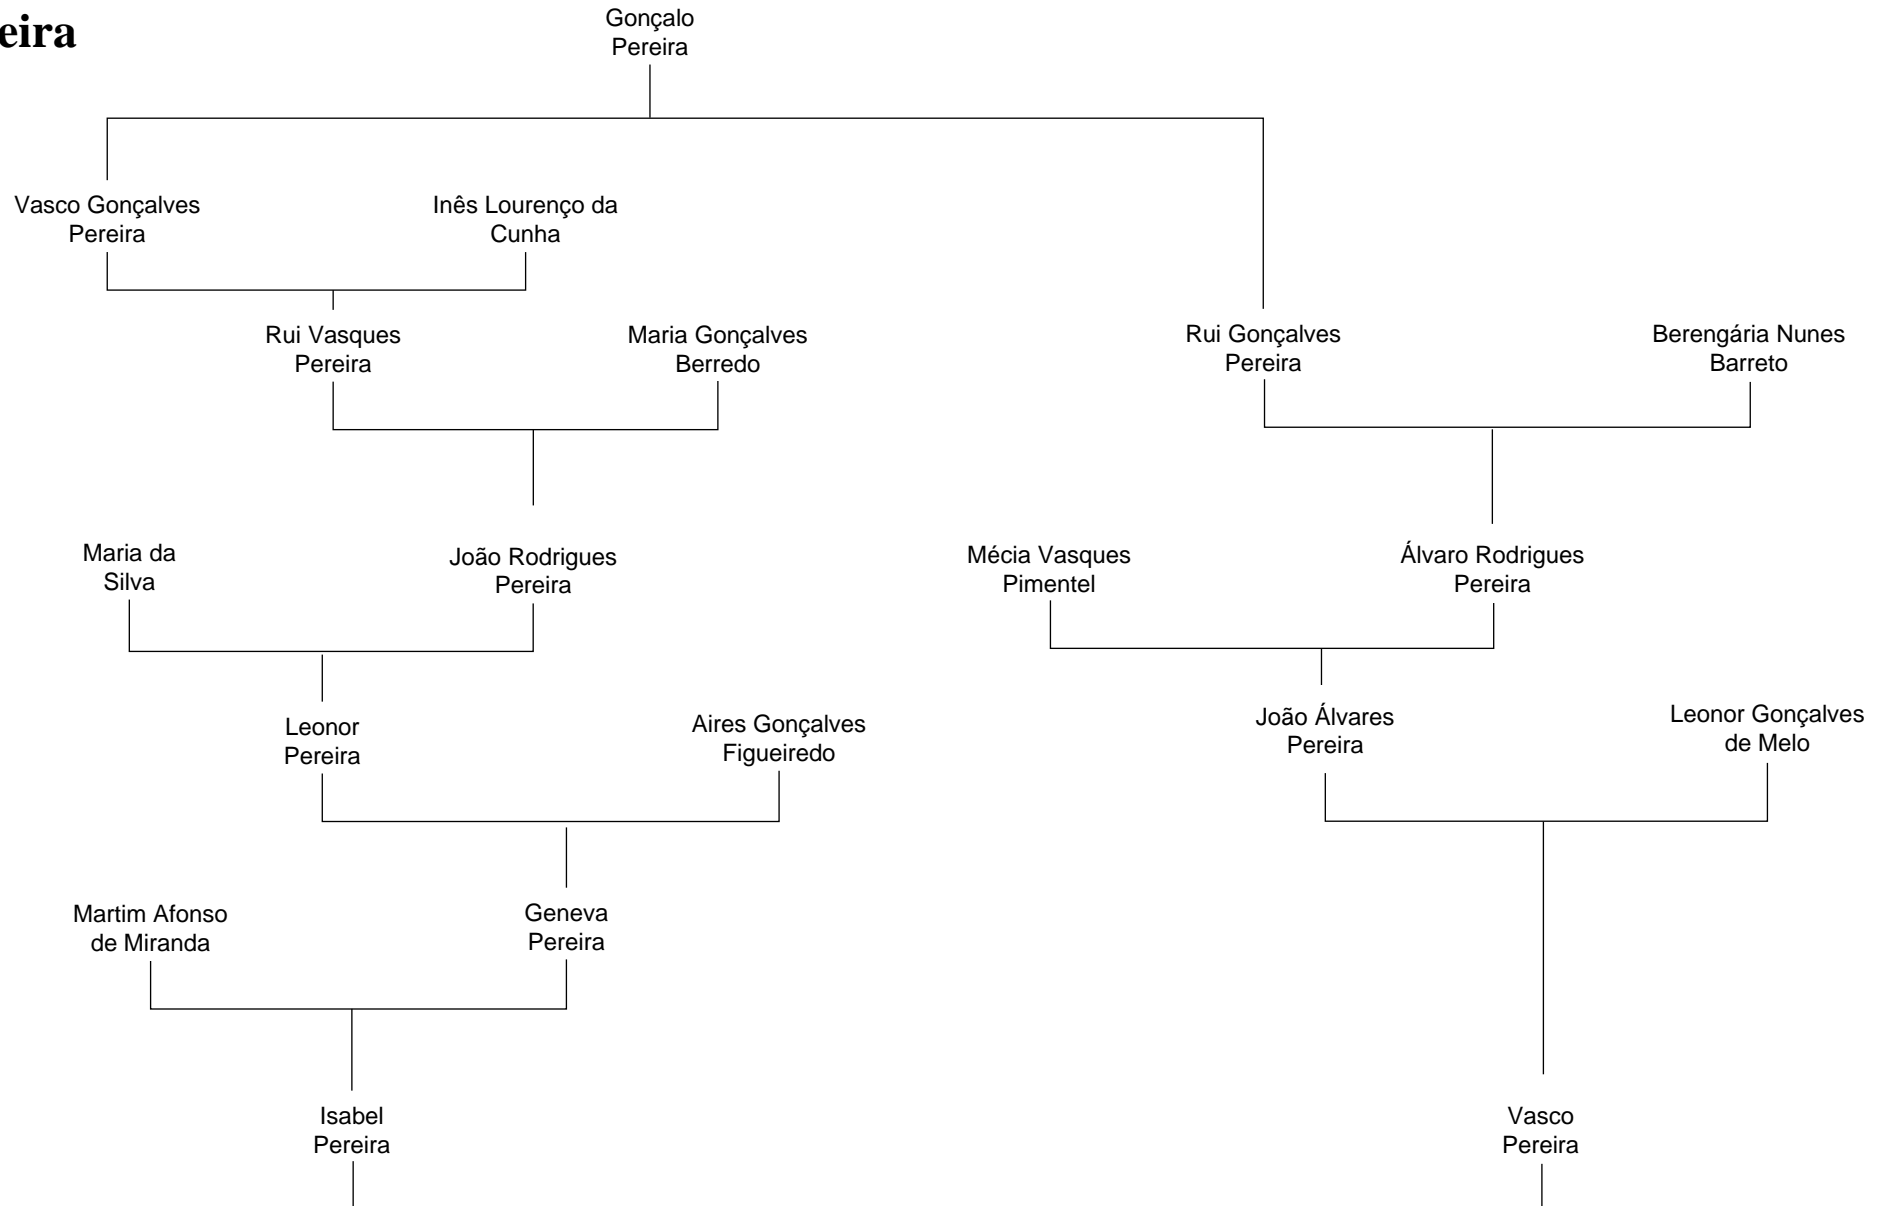 eira
Gonçalo
Pereira
Vasco Gonçalves
Pereira
Inês Lourenço da
Cunha
Rui Vasques
Pereira
Maria Gonçalves
Berredo
Rui Gonçalves
Pereira
Berengária Nunes
Barreto
Maria da
Silva
João Rodrigues
Pereira
Mécia Vasques
Pimentel
Álvaro Rodrigues
Pereira
Leonor
Pereira
Aires Gonçalves
Figueiredo
João Álvares
Pereira
Leonor Gonçalves
de Melo
Martim Afonso
de Miranda
Geneva
Pereira
Isabel
Pereira
Vasco
Pereira